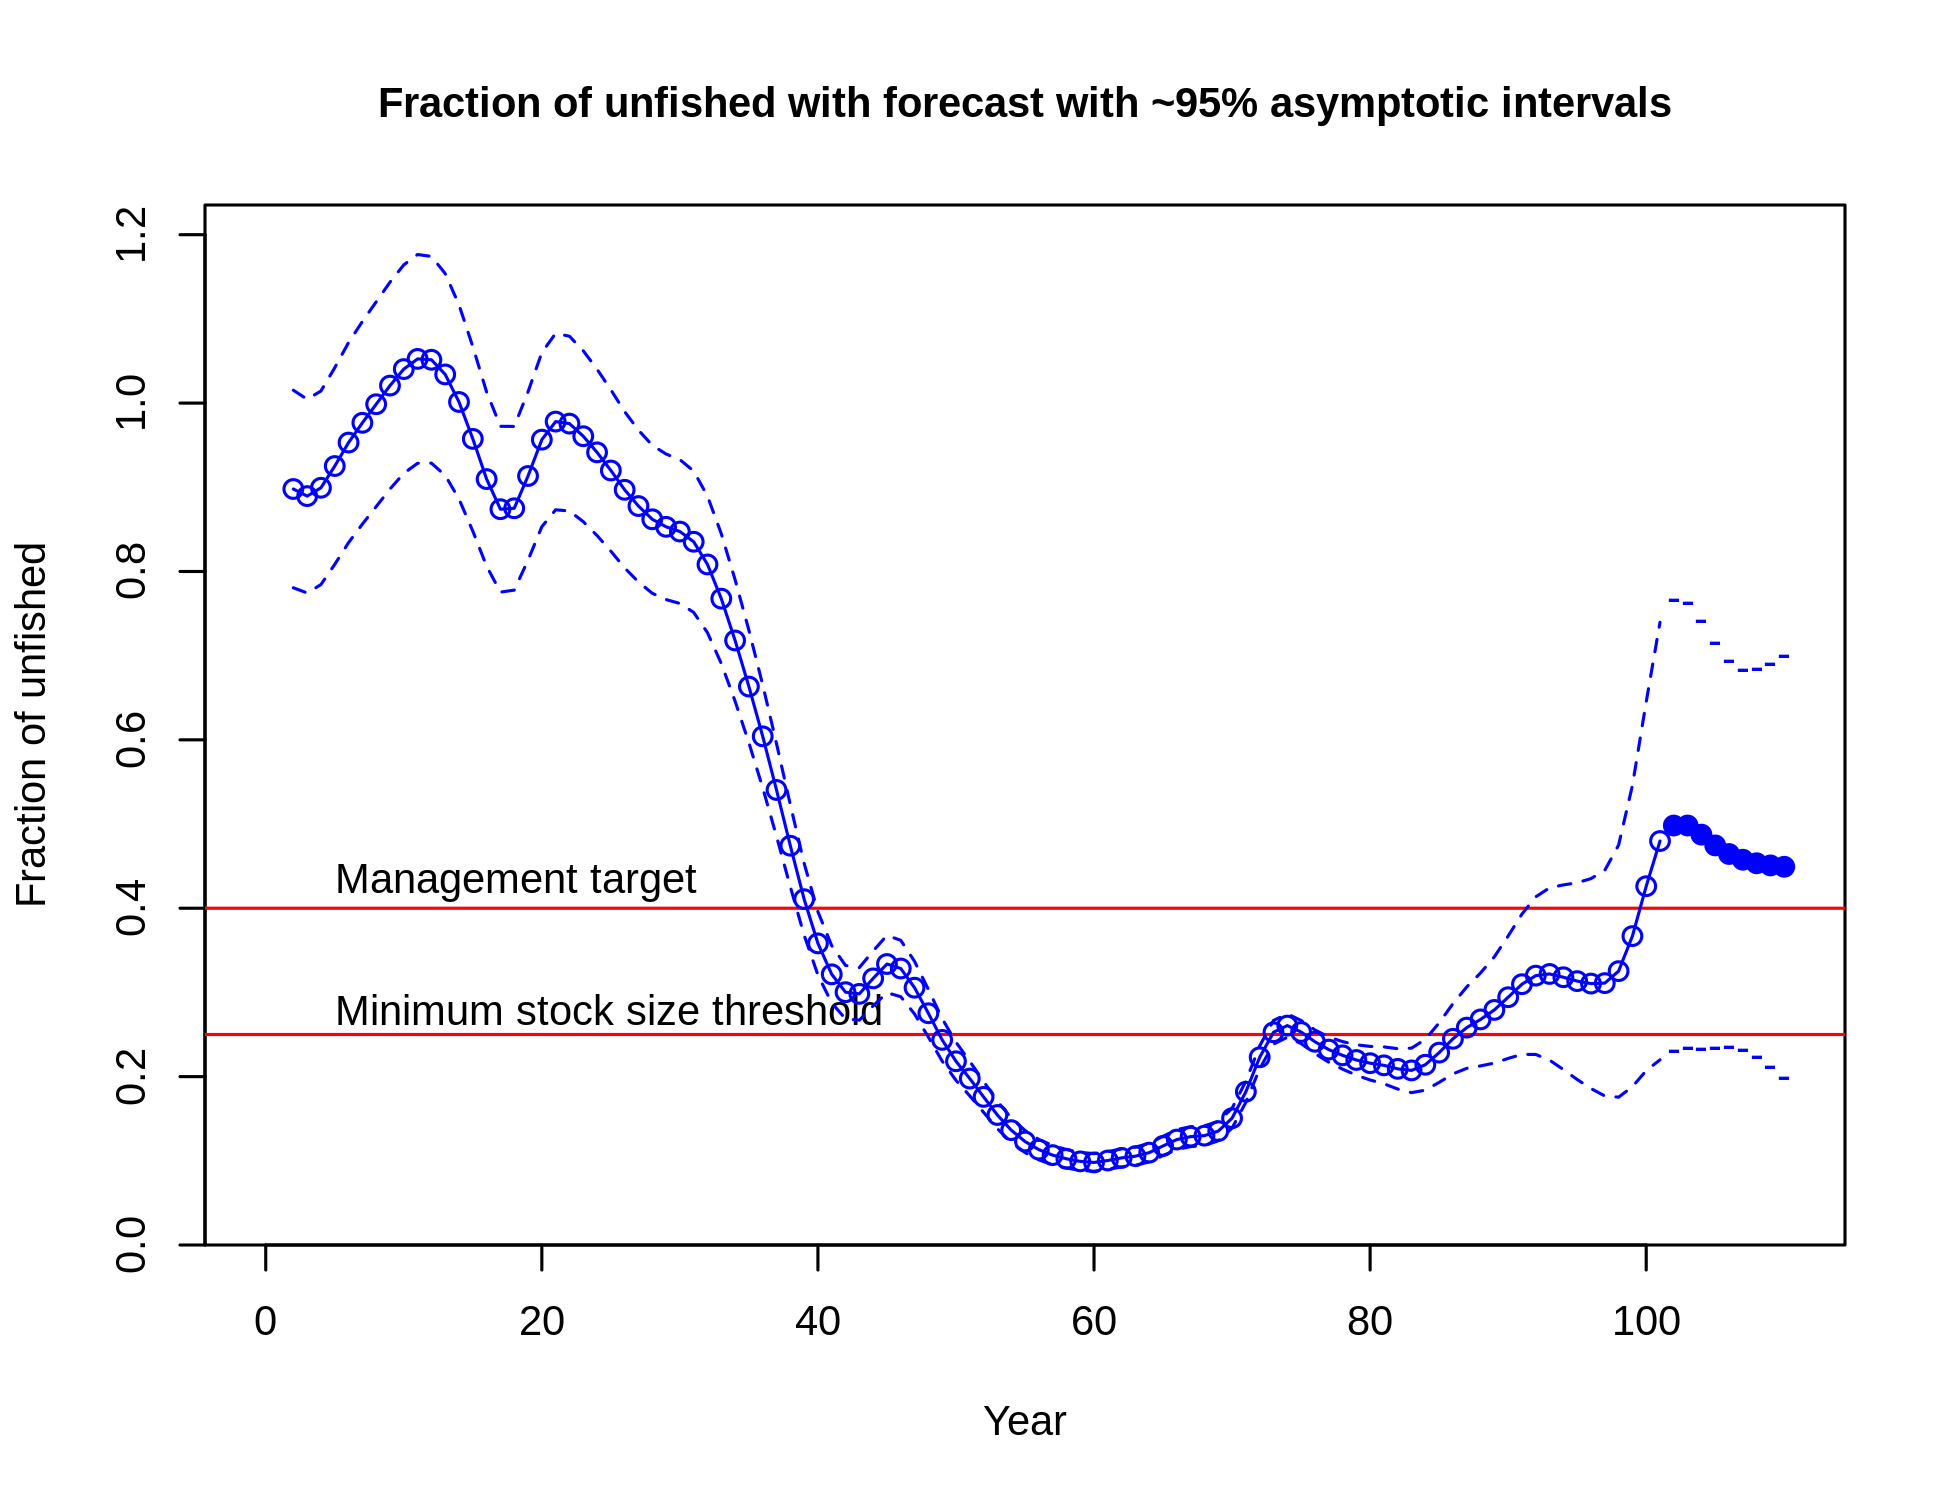 Fraction of unfished with forecast with ~95% asymptotic intervals
Fraction of unfished
1.2
1.0
0.8
0.6
0.4
0.2
0.0
Management target
Minimum stock size threshold
0 20 40 60 80 100
Year